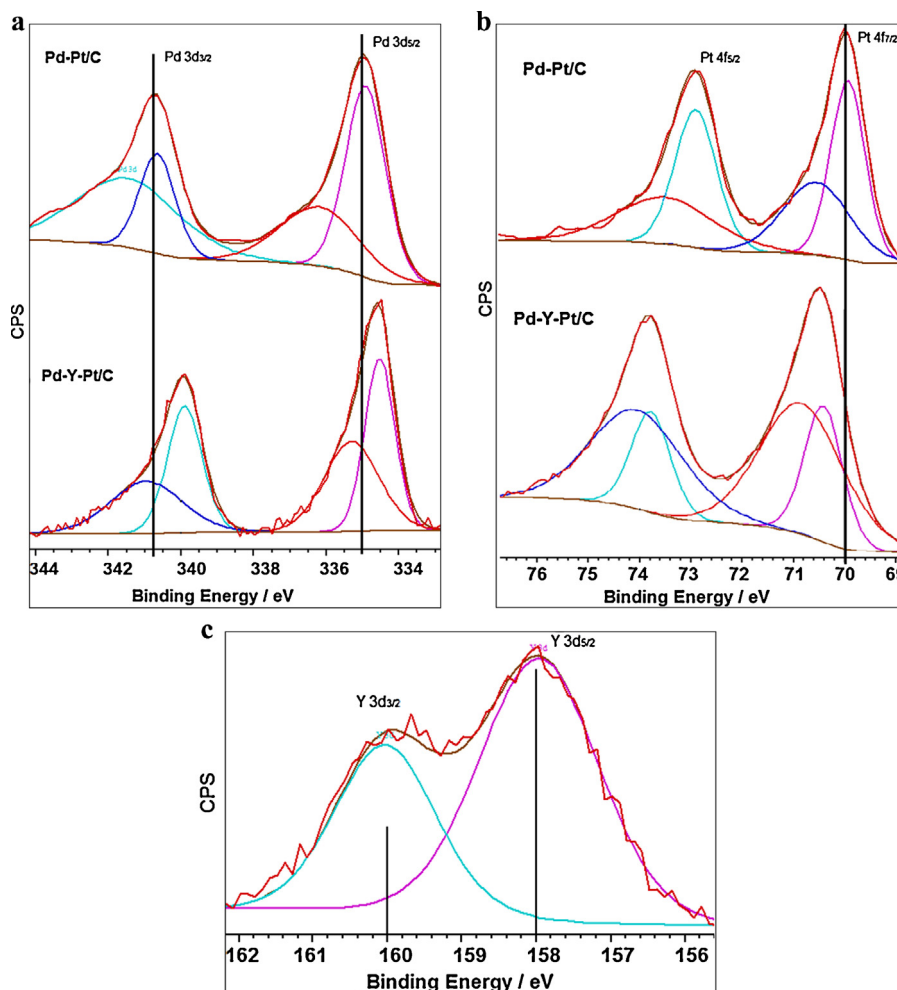 a
Pd-Pt/C
Pd 3d3/2
Pd 3d5/2
Pd-Y-Pt/C
CPS
344 342 340 338 336 334
Binding Energy / eV
b
Pd-Pt/C
Pt 4f5/2
Pt 4f7/2
Pd-Y-Pt/C
CPS
76 75 74 73 72 71 70 69
Binding Energy / eV
c
Y 3d3/2
Y 3d5/2
CPS
162 161 160 159 158 157 156
Binding Energy / eV